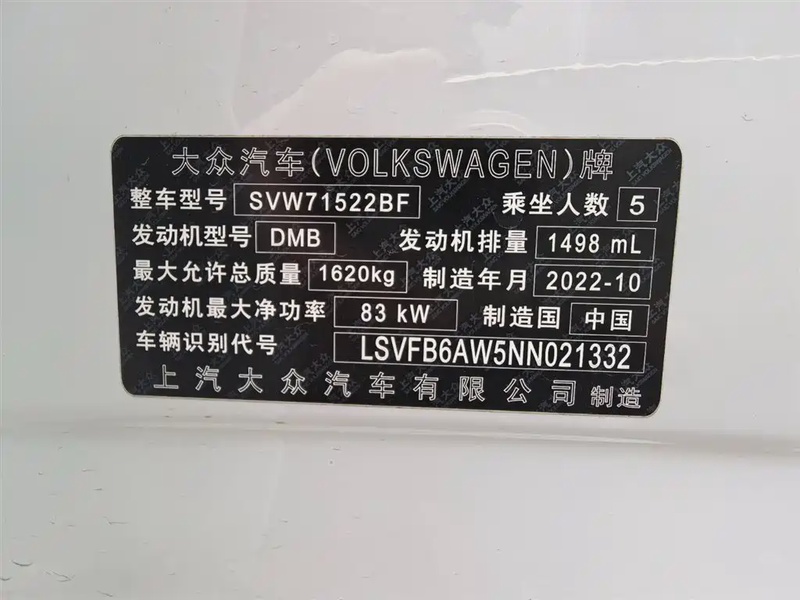 大众汽车(VOLKSWAGEN)牌
整车型号 SVW71522BF 乘坐人数 5
发动机型号 DMB 发动机排量 1498 mL
最大允许总质量 1620kg 制造年月 2022-10
发动机最大净功率 83 kW 制造国 中国
车辆识别代号 LSVFB6AW5NN021332
上汽大众汽车有限公司 制造